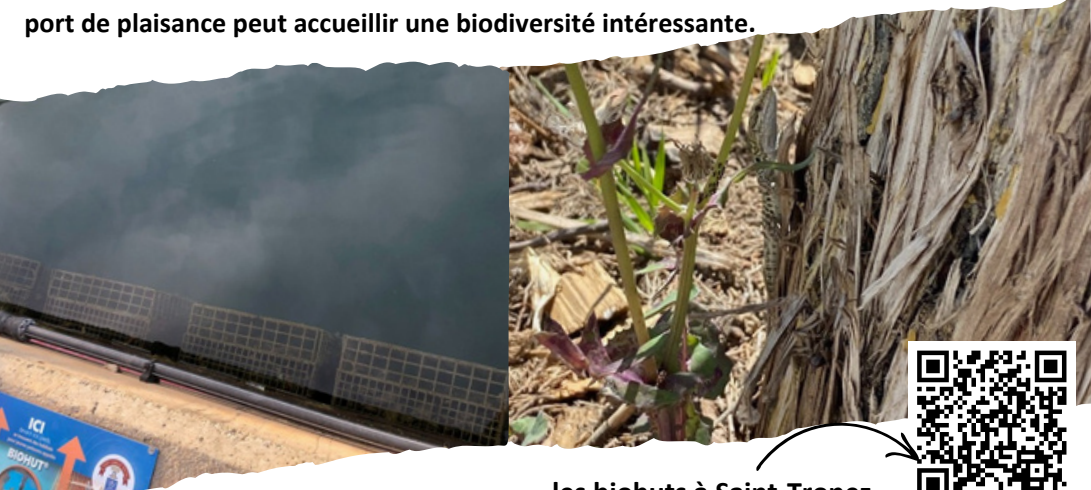 port de plaisance peut accueillir une biodiversité intéressante.
ICI
BIOHUT
les biohuts à Saint-Tropez